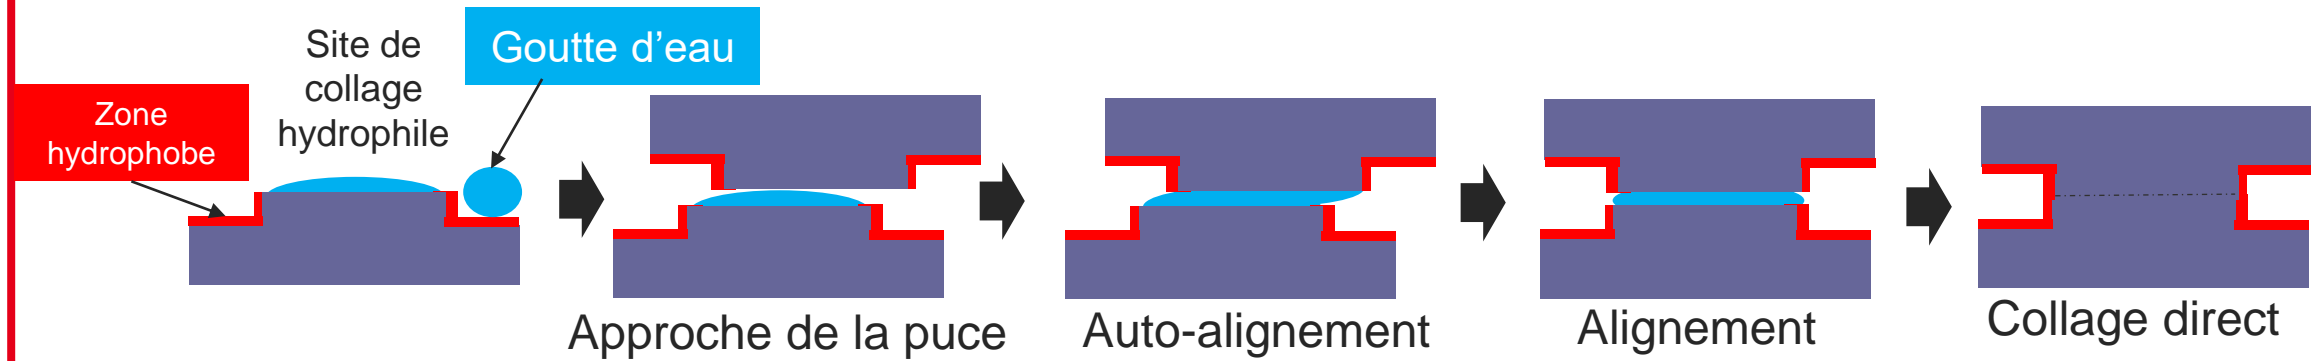 Zone
hydrophobe
Site de
collage
hydrophile
Goutte d’eau
Approche de la puce
Auto-alignement
Alignement
Collage direct